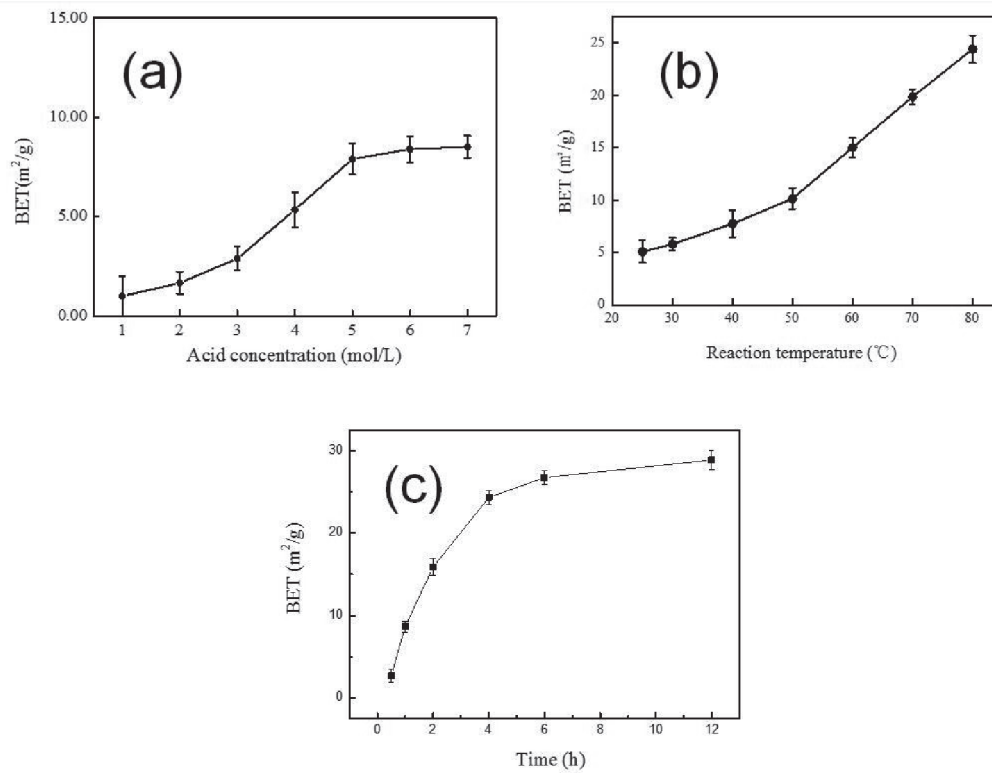 (a)
BET(m²/g)
15.00
10.00
5.00
0.00
1 2 3 4 5 6 7
Acid concentration (mol/L)
(b)
BET (m²/g)
25
20
15
10
5
0
20 30 40 50 60 70 80
Reaction temperature (℃)
(c)
BET (m²/g)
30
20
10
0
0 2 4 6 8 10 12
Time (h)